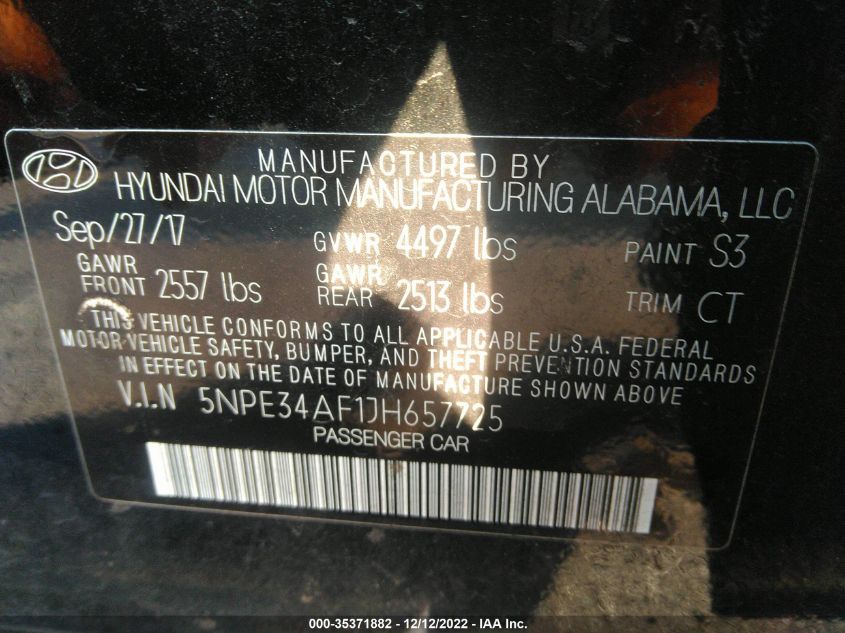 MANUFACTURED BY
HYUNDAI MOTOR MANUFACTURING ALABAMA, LLC
Sep/27/17 GVWR 4497 lbs PAINT S3
GAWR FRONT 2557 lbs GAWR REAR 2513 lbs TRIM CT
THIS VEHICLE CONFORMS TO ALL APPLICABLE U.S.A. FEDERAL
MOTOR-VEHICLE SAFETY, BUMPER, AND THEFT PREVENTION STANDARDS
IN EFFECT ON THE DATE OF MANUFACTURE SHOWN ABOVE
V.I.N 5NPE34AF1JH657725
PASSENGER CAR
000-35371882 - 12/12/2022 - IAA Inc.